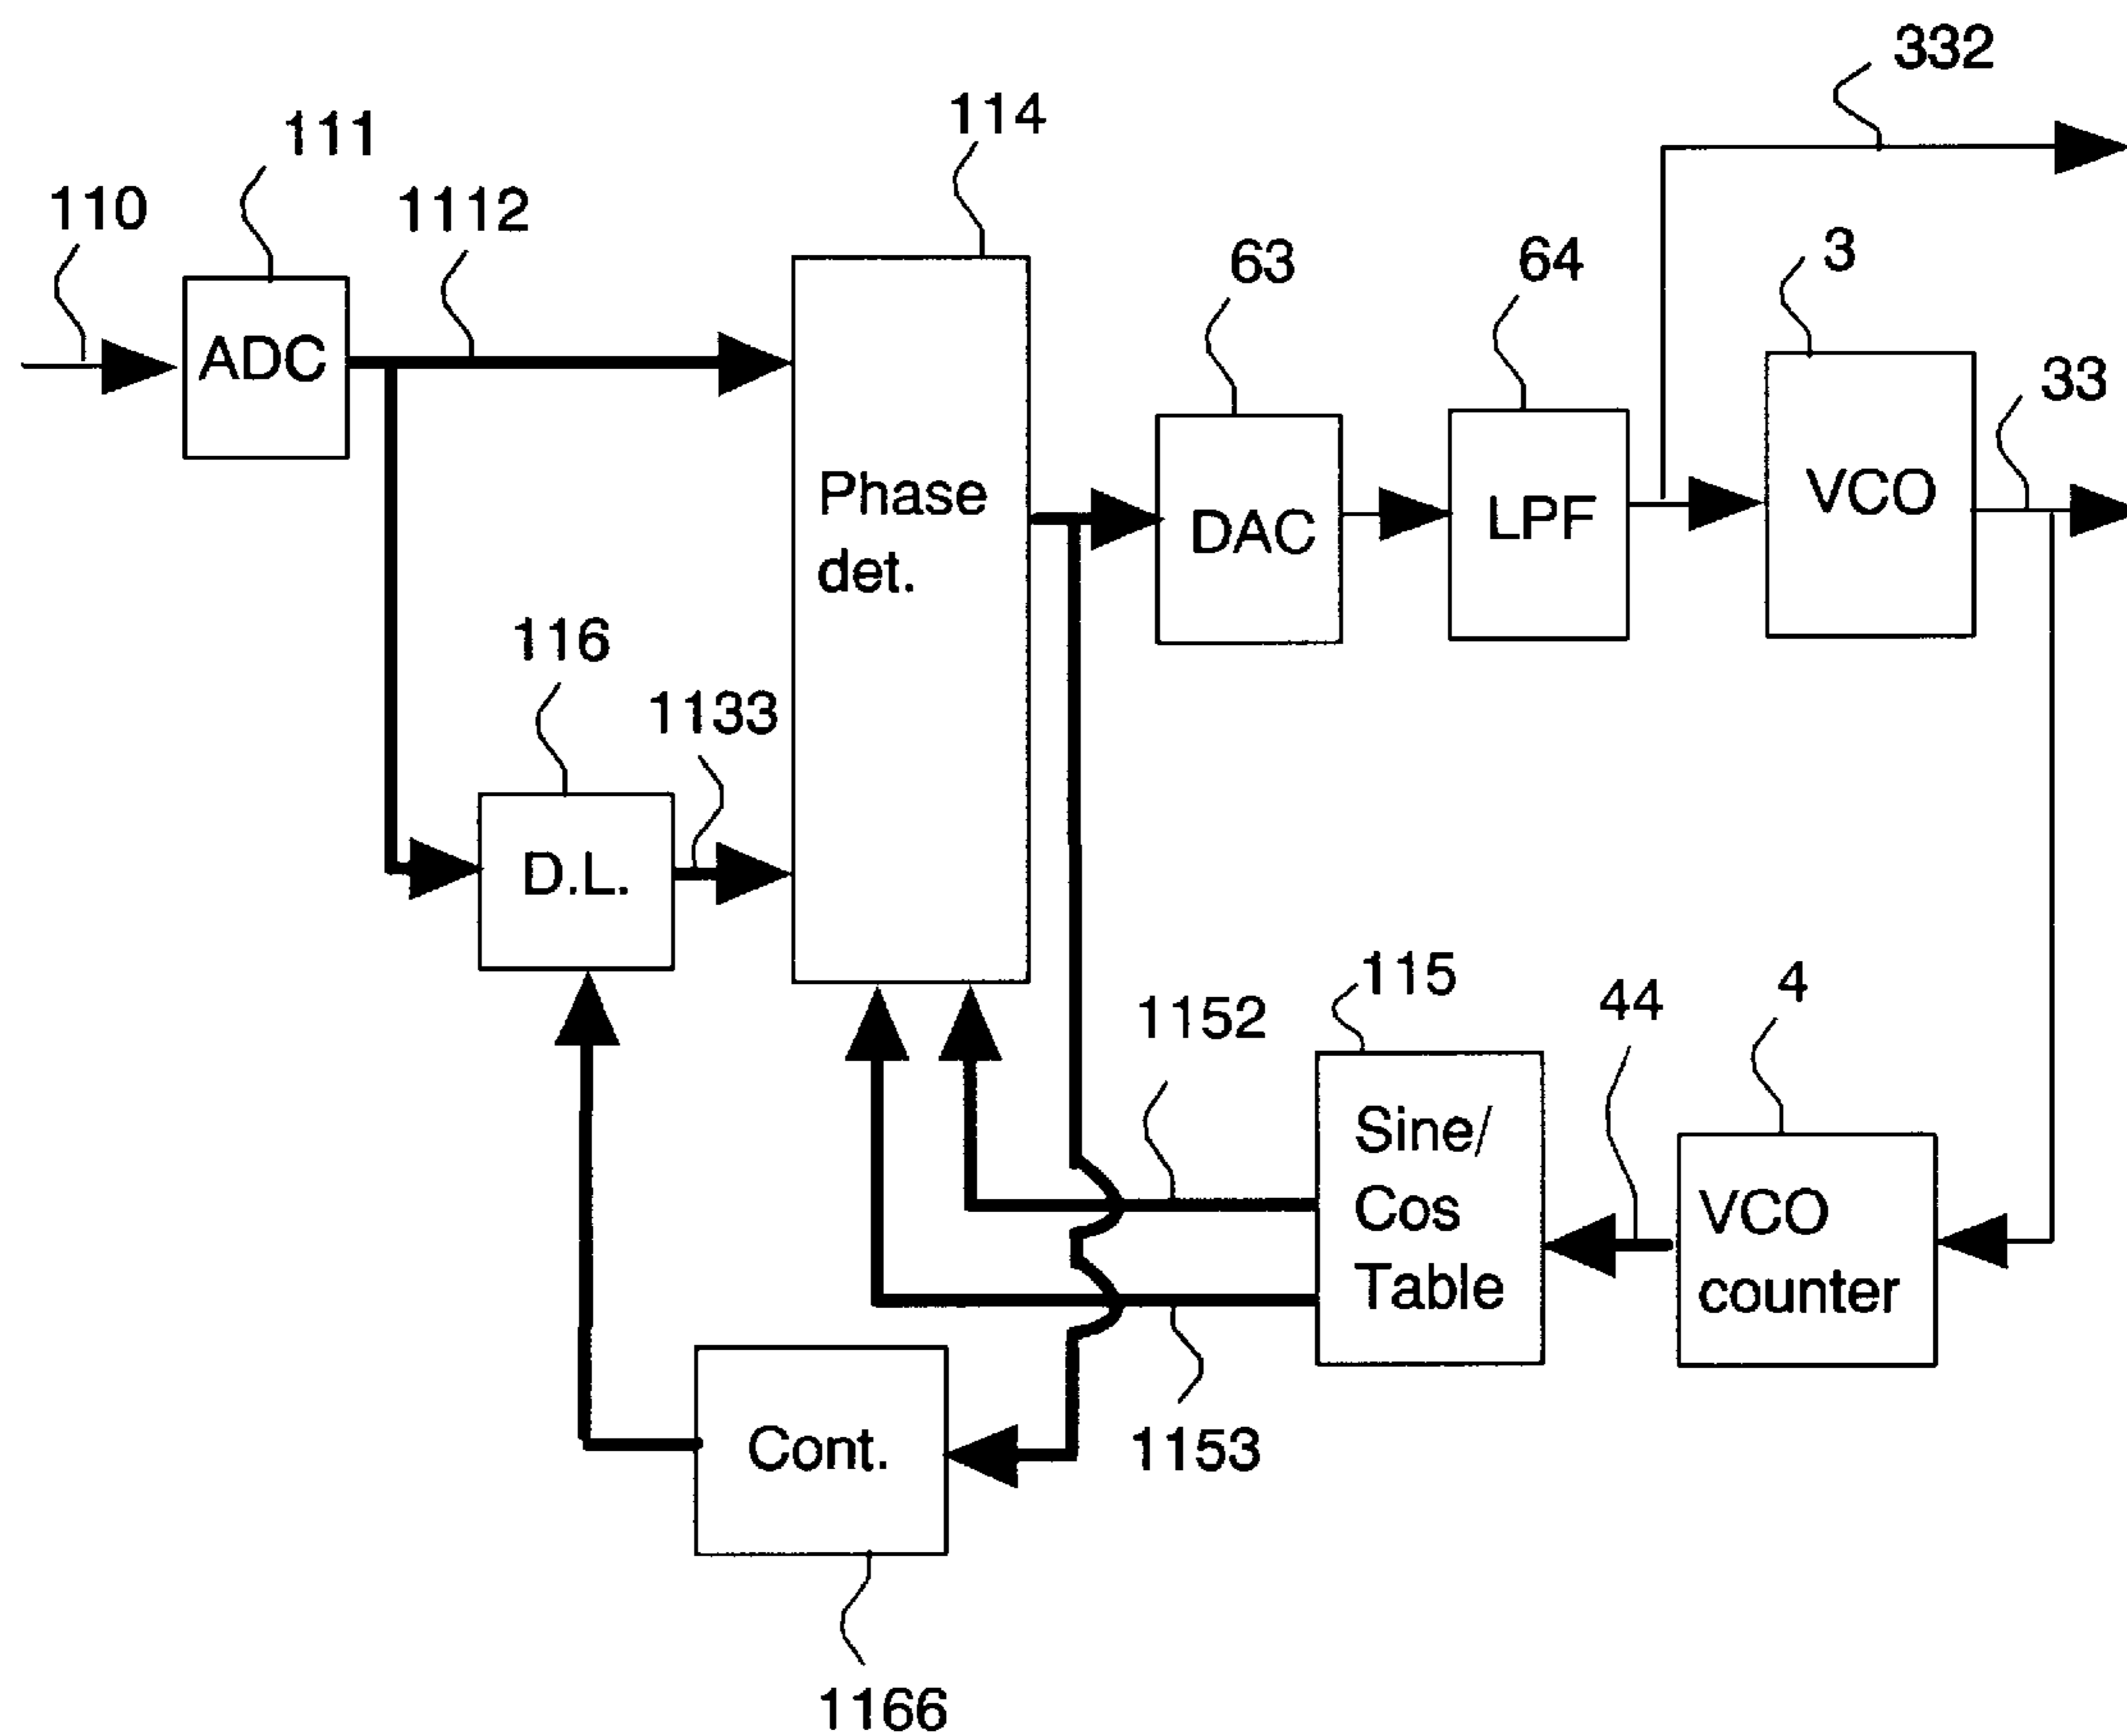 332
114
111
110
1112
63
64
3
33
ADC
Phase
det.
DAC
LPF
VCO
116
1133
D.L.
115
1152
44
4
Sine/
Cos
Table
VCO
counter
Cont.
1153
1166